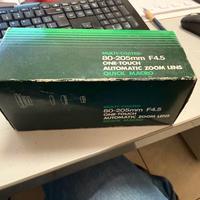 MULTI-COATED
80-205mm F4.5
ONE-TOUCH
AUTOMATIC ZOOM LENS
QUICK MACRO
MULTI-COATED
80-205mm F4.5
ONE-TOUCH
AUTOMATIC ZOOM LENS
QUICK MACRO